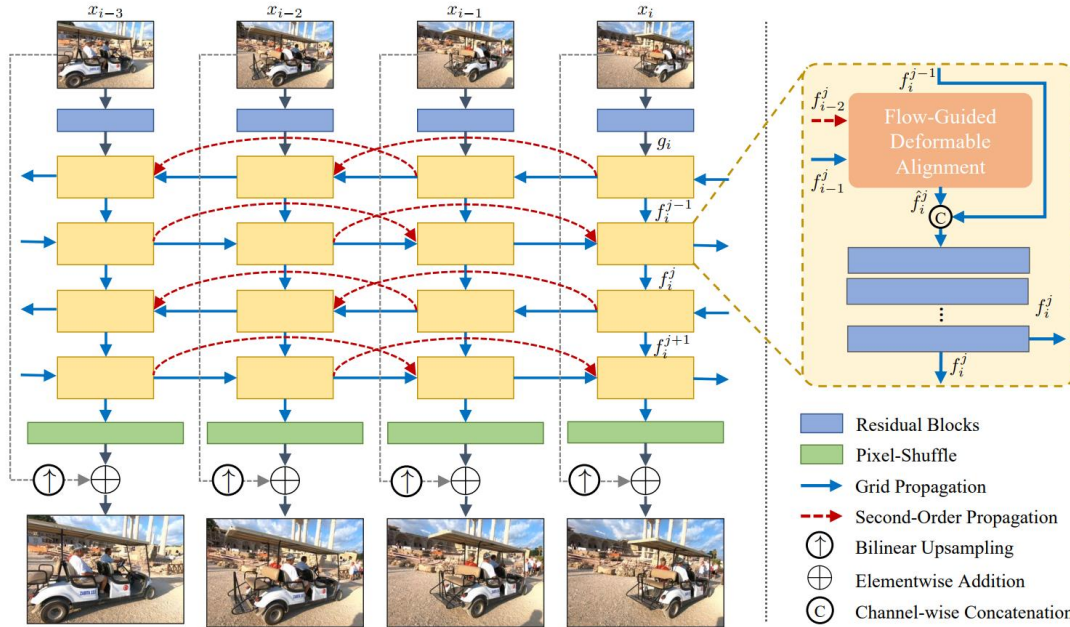 x_{i-3} x_{i-2} x_{i-1} x_i
g_i
f_i^{j-1}
f_i^j
f_i^{j+1}
f_i^{j-1}
f_{i-2}^j
Flow-Guided
Deformable
Alignment
f_{i-1}^j
\hat{f}_i^j
C
⋮
f_i^j
f_i^j
Residual Blocks
Pixel-Shuffle
Grid Propagation
Second-Order Propagation
Bilinear Upsampling
Elementwise Addition
C Channel-wise Concatenation